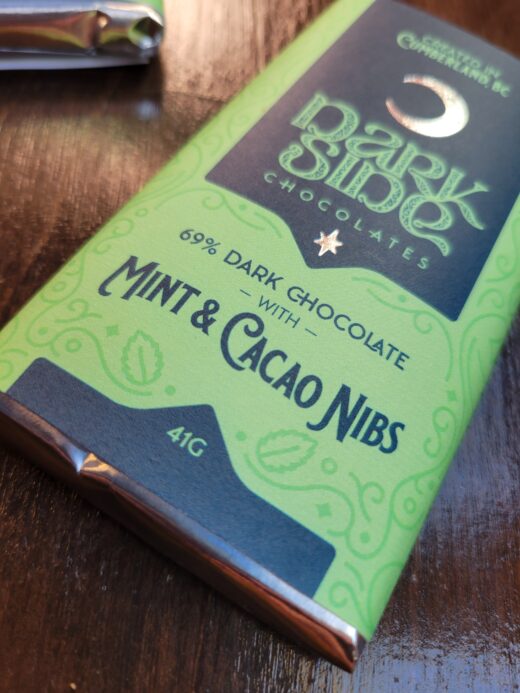 CREATED IN
CUMBERLAND, BC
DARK
SIDE
CHOCOLATES
69% DARK CHOCOLATE
— WITH —
MINT & CACAO NIBS
41G